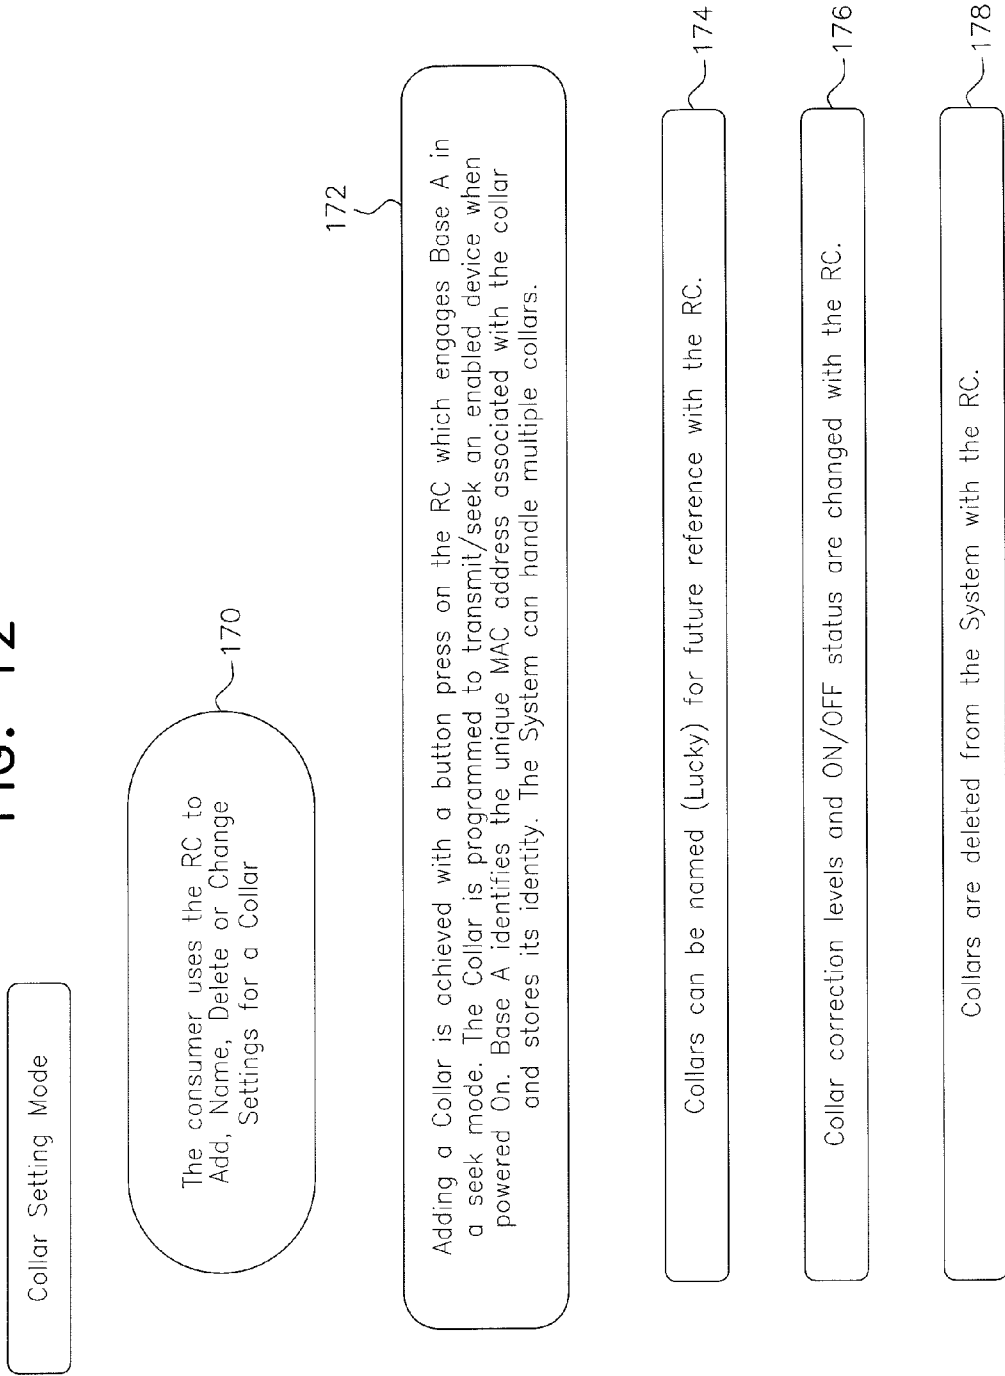 FIG. 12
Collar Setting Mode
The consumer uses the RC to
Add, Name, Delete or Change
Settings for a Collar
170
172
Adding a Collar is achieved with a button press on the RC which engages Base A in
a seek mode. The Collar is programmed to transmit/seek an enabled device when
powered On. Base A identifies the unique MAC address associated with the collar
and stores its identity. The System can handle multiple collars.
Collars can be named (Lucky) for future reference with the RC.
174
Collar correction levels and ON/OFF status are changed with the RC.
176
Collars are deleted from the System with the RC.
178